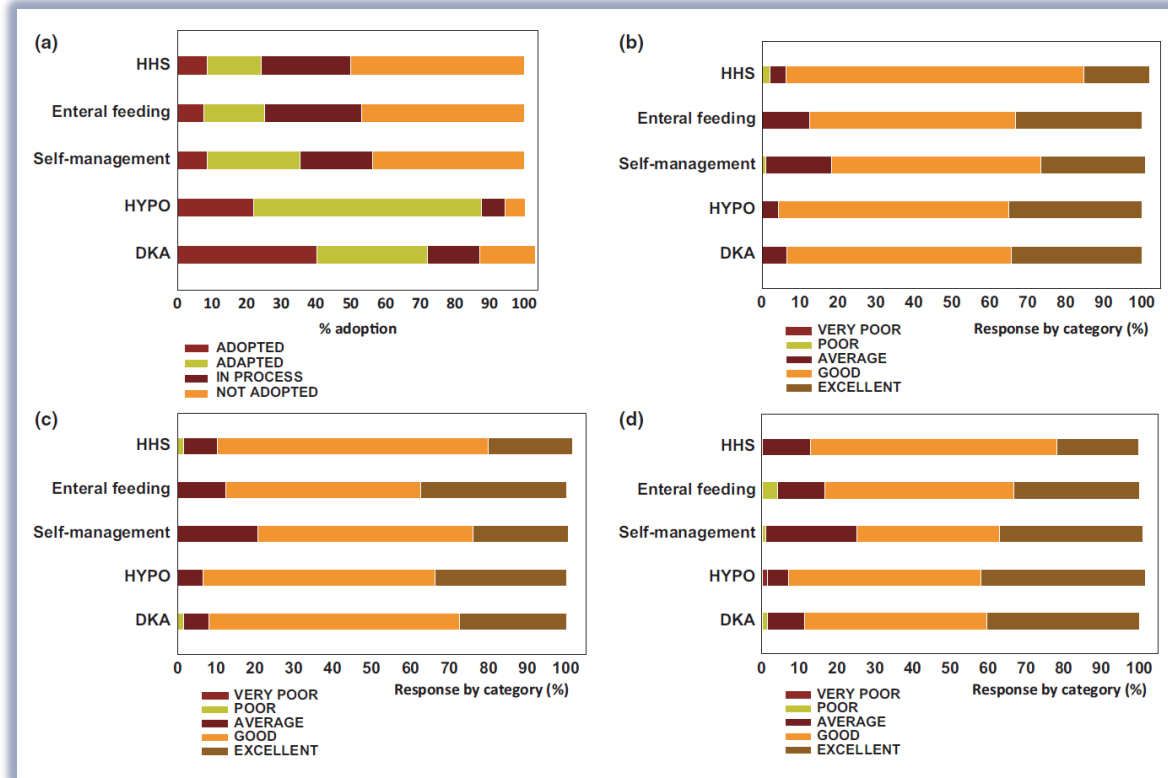 (a)
HHS
Enteral feeding
Self-management
HYPO
DKA
0 10 20 30 40 50 60 70 80 90 100
% adoption
ADOPTED
ADAPTED
IN PROCESS
NOT ADOPTED
(b)
HHS
Enteral feeding
Self-management
HYPO
DKA
0 10 20 30 40 50 60 70 80 90 100
Response by category (%)
VERY POOR
POOR
AVERAGE
GOOD
EXCELLENT
(c)
HHS
Enteral feeding
Self-management
HYPO
DKA
0 10 20 30 40 50 60 70 80 90 100
Response by category (%)
VERY POOR
POOR
AVERAGE
GOOD
EXCELLENT
(d)
HHS
Enteral feeding
Self-management
HYPO
DKA
0 10 20 30 40 50 60 70 80 90 100
Response by category (%)
VERY POOR
POOR
AVERAGE
GOOD
EXCELLENT